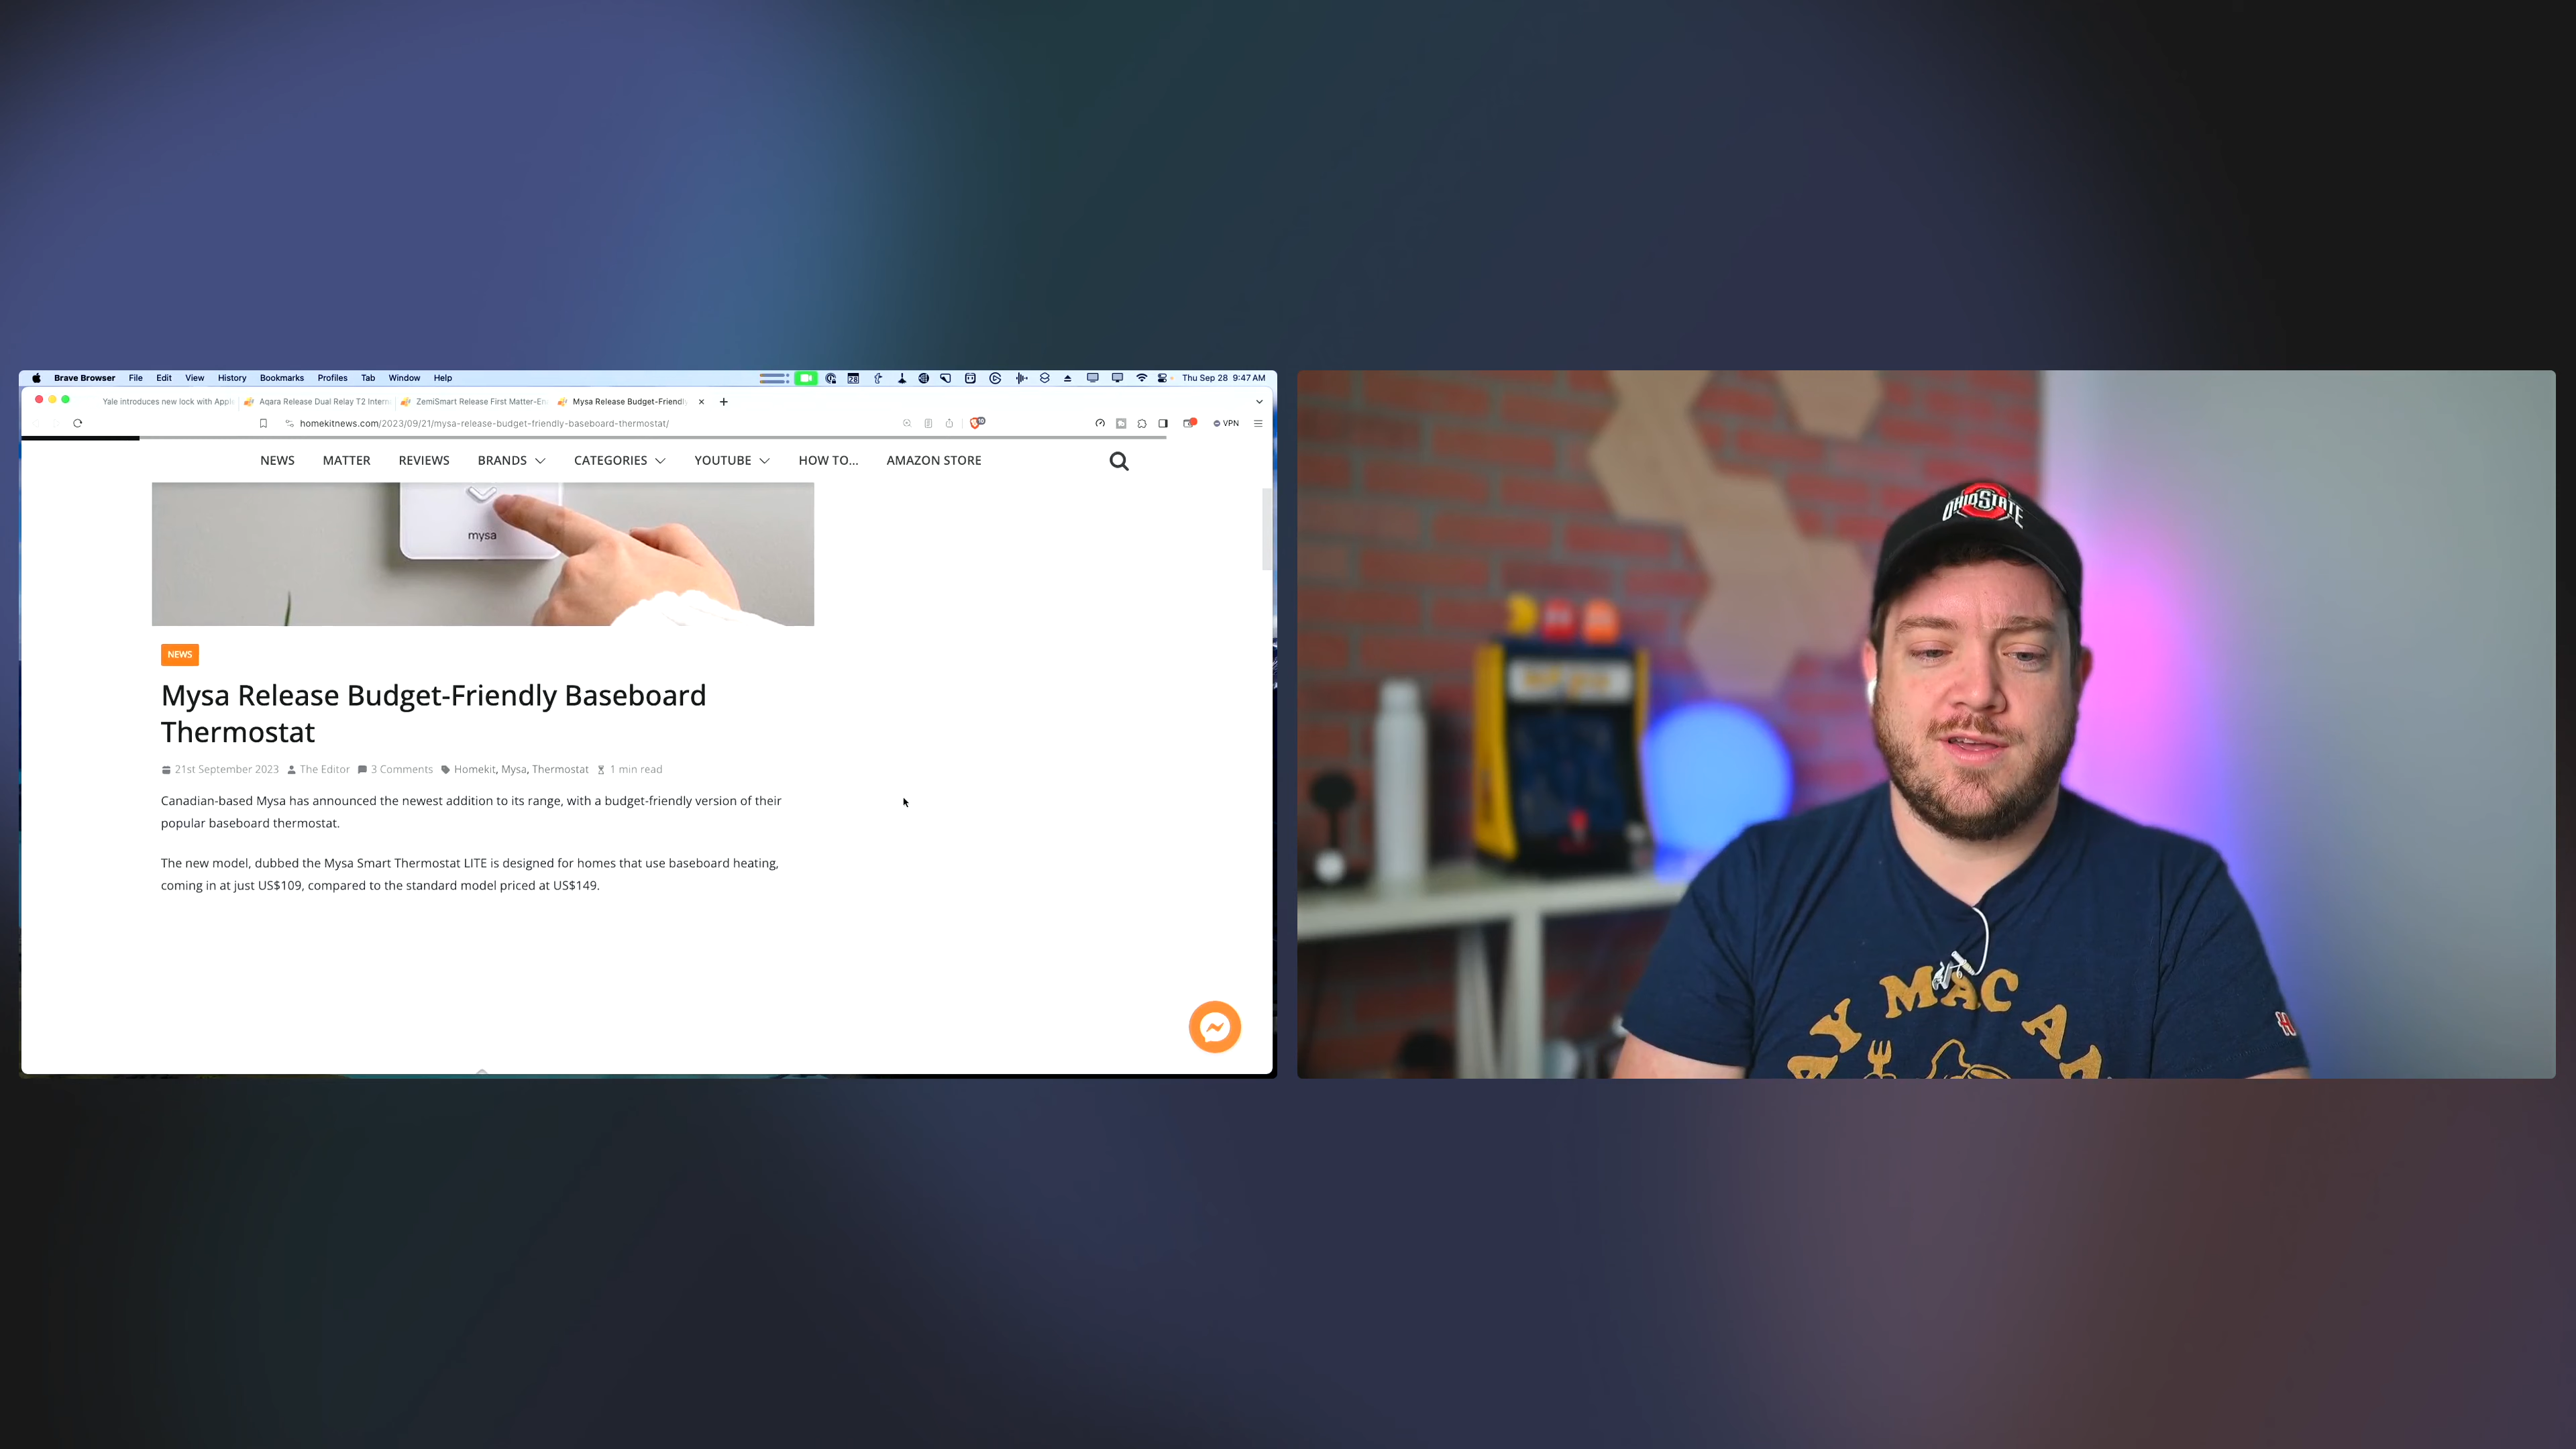 Brave Browser File Edit View History Bookmarks Profiles Tab Window Help
28
Thu Sep 28 9:47 AM
Yale introduces new lock with Appl
Aqara Release Dual Relay T2 Intern
ZemiSmart Release First Matter-En
Mysa Release Budget-Friendly
homekitnews.com/2023/09/21/mysa-release-budget-friendly-baseboard-thermostat/
VPN
NEWS MATTER REVIEWS BRANDS CATEGORIES YOUTUBE HOW TO... AMAZON STORE
mysa
NEWS
Mysa Release Budget-Friendly Baseboard
Thermostat
21st September 2023 The Editor 3 Comments Homekit, Mysa, Thermostat 1 min read
Canadian-based Mysa has announced the newest addition to its range, with a budget-friendly version of their
popular baseboard thermostat.
The new model, dubbed the Mysa Smart Thermostat LITE is designed for homes that use baseboard heating,
coming in at just US$109, compared to the standard model priced at US$149.
OHIO STATE
MAC